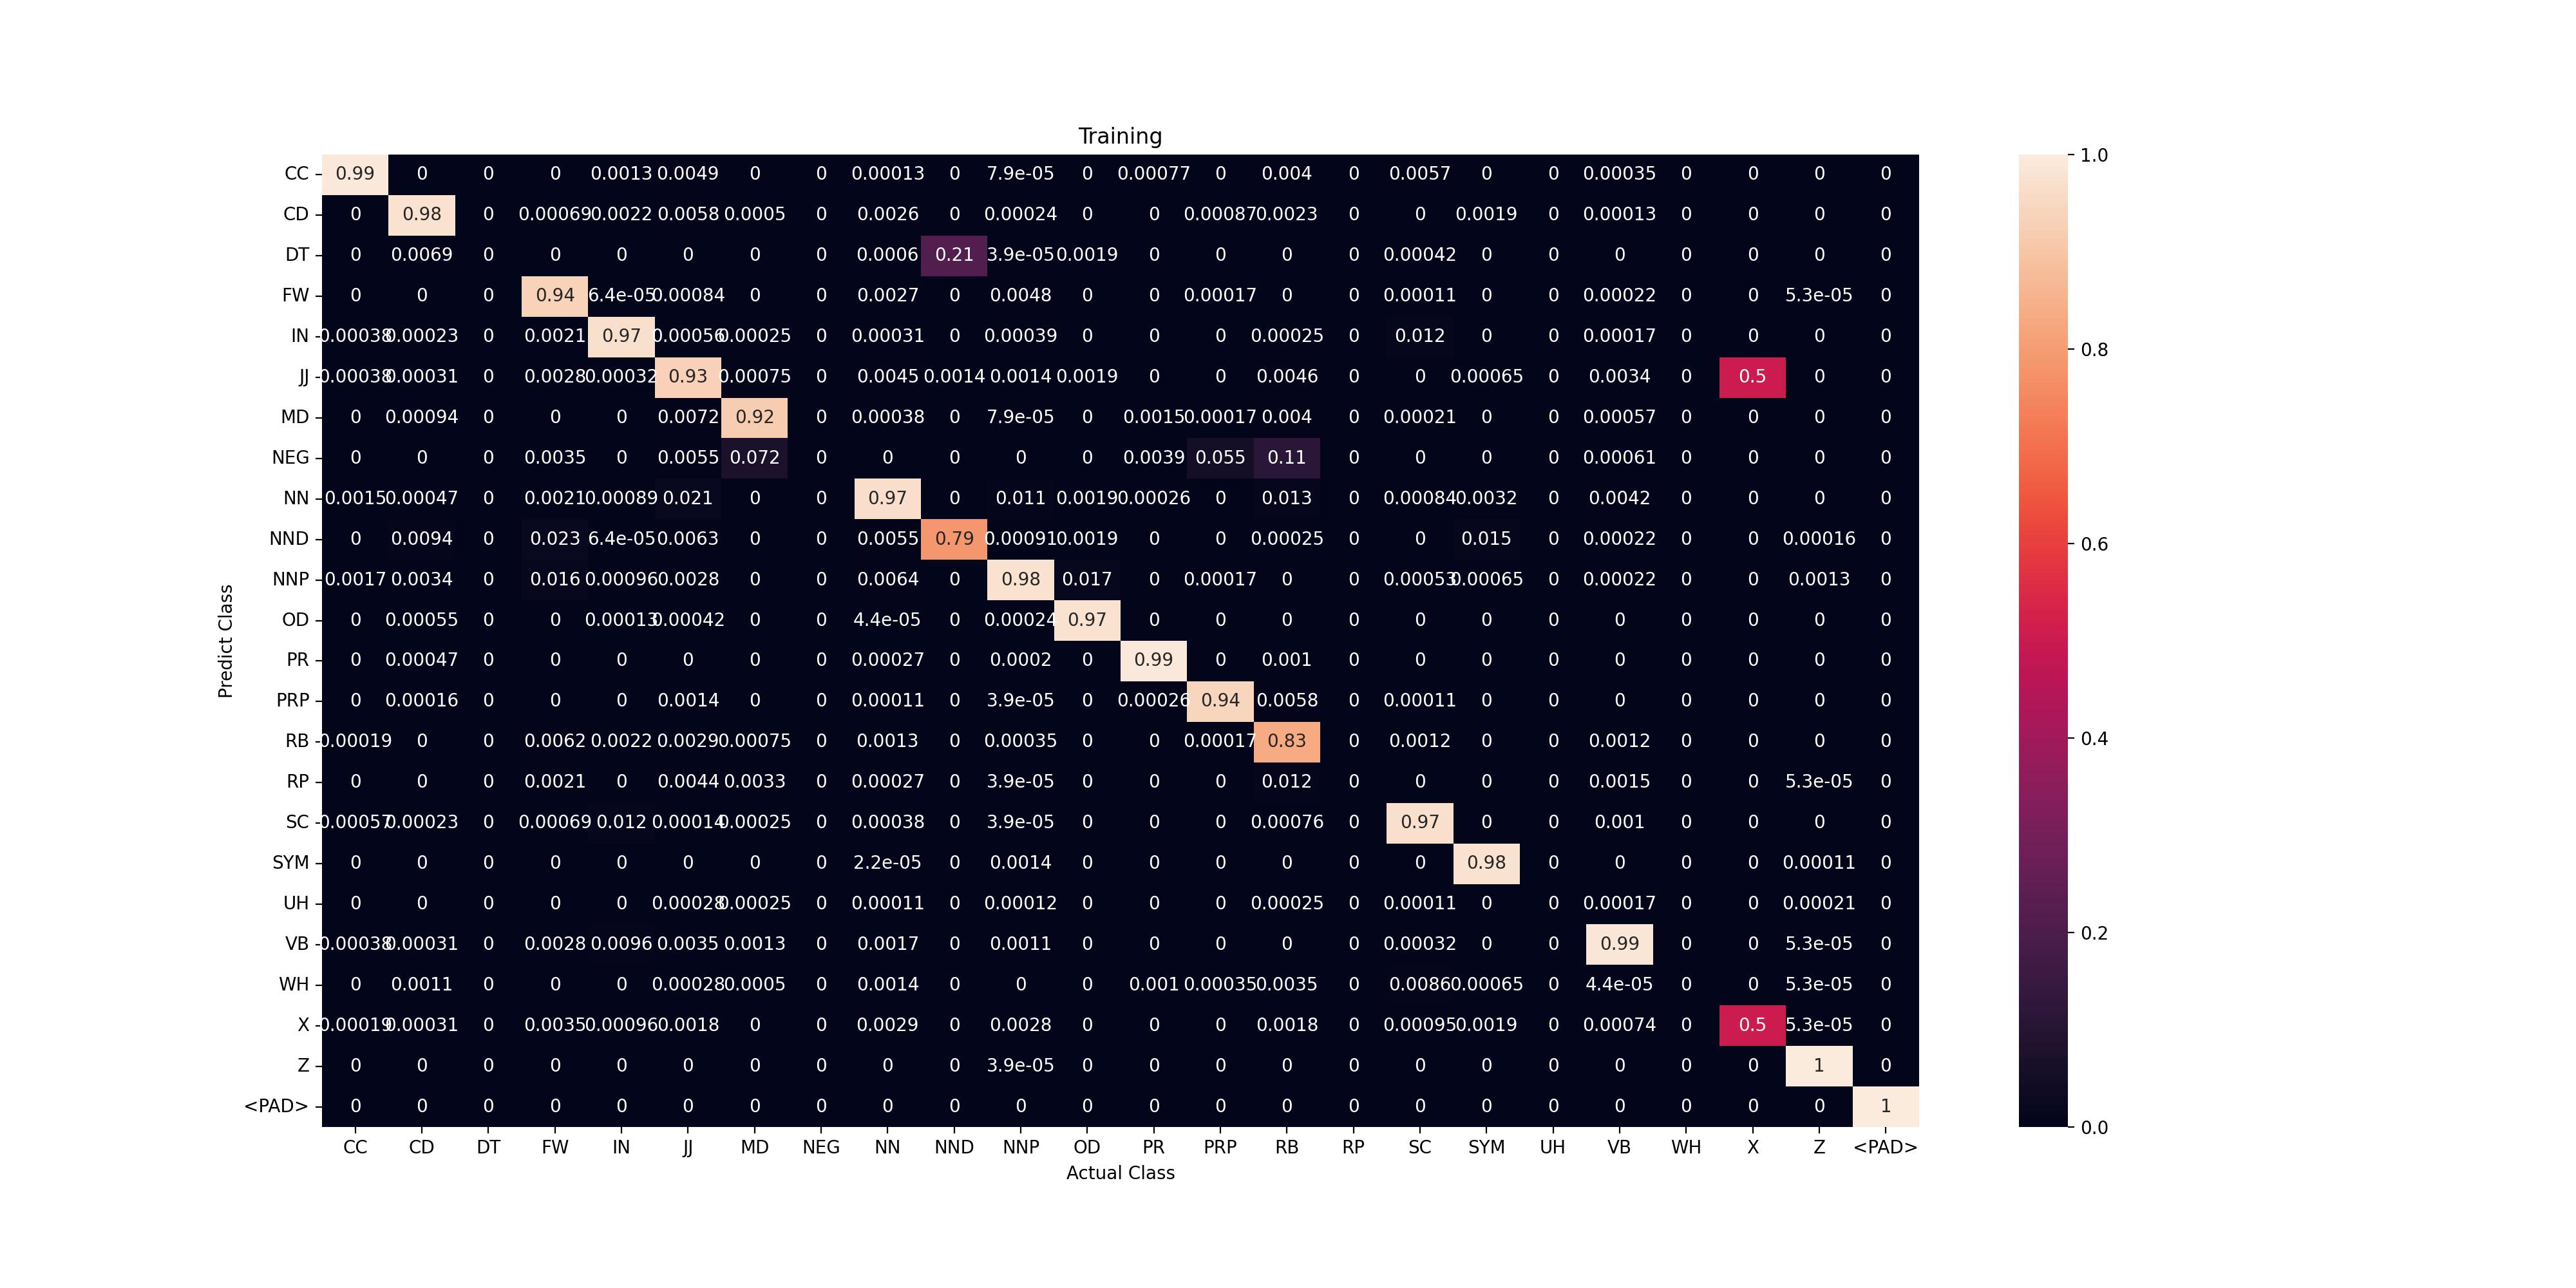 Training
CC 0.99 0 0 0 0.0013 0.0049 0 0 0.00013 0 7.9e-05 0 0.00077 0 0.004 0 0.0057 0 0 0.00035 0 0 0 0 1.0
CD 0 0.98 0 0.00069 0.0022 0.0058 0.0005 0 0.0026 0 0.00024 0 0 0.00087 0.0023 0 0 0.0019 0 0.00013 0 0 0 0
DT 0 0.0069 0 0 0 0 0 0 0.0006 0.21 3.9e-05 0.0019 0 0 0 0 0.00042 0 0 0 0 0 0 0
FW 0 0 0 0.94 6.4e-05 0.00084 0 0 0.0027 0 0.0048 0 0 0.00017 0 0 0.00011 0 0 0.00022 0 0 5.3e-05 0
IN 0.00038 0.00023 0 0.0021 0.97 0.00056 0.00025 0 0.00031 0 0.00039 0 0 0 0.00025 0 0.012 0 0 0.00017 0 0 0 0 0.8
JJ 0.00038 0.00031 0 0.0028 0.00032 0.93 0.00075 0 0.0045 0.0014 0.0014 0.0019 0 0 0.0046 0 0 0.00065 0 0.0034 0 0.5 0 0
MD 0 0.00094 0 0 0 0.0072 0.92 0 0.00038 0 7.9e-05 0 0.0015 0.00017 0.004 0 0.00021 0 0 0.00057 0 0 0 0
NEG 0 0 0 0.0035 0 0.0055 0.072 0 0 0 0 0 0.0039 0.055 0.11 0 0 0 0 0.00061 0 0 0 0
NN 0.0015 0.00047 0 0.0021 0.00089 0.021 0 0 0.97 0 0.011 0.0019 0.00026 0 0.013 0 0.00084 0.0032 0 0.0042 0 0 0 0
NND 0 0.0094 0 0.023 6.4e-05 0.0063 0 0 0.0055 0.79 0.00091 0.0019 0 0 0.00025 0 0 0.015 0 0.00022 0 0 0.00016 0 0.6
NNP 0.0017 0.0034 0 0.016 0.00096 0.0028 0 0 0.0064 0 0.98 0.017 0 0.00017 0 0 0.00053 0.00065 0 0.00022 0 0 0.0013 0
OD 0 0.00055 0 0 0.00013 0.00042 0 0 4.4e-05 0 0.00024 0.97 0 0 0 0 0 0 0 0 0 0 0 0
Predict Class
PR 0 0.00047 0 0 0 0 0 0 0.00027 0 0.0002 0 0.99 0 0.001 0 0 0 0 0 0 0 0 0
PRP 0 0.00016 0 0 0 0.0014 0 0 0.00011 0 3.9e-05 0 0.00026 0.94 0.0058 0 0.00011 0 0 0 0 0 0 0
RB 0.00019 0 0 0.0062 0.0022 0.0029 0.00075 0 0.0013 0 0.00035 0 0 0.00017 0.83 0 0.0012 0 0 0.0012 0 0 0 0 0.4
RP 0 0 0 0.0021 0 0.0044 0.0033 0 0.00027 0 3.9e-05 0 0 0 0.012 0 0 0 0 0.0015 0 0 5.3e-05 0
SC 0.00057 0.00023 0 0.00069 0.012 0.00014 0.00025 0 0.00038 0 3.9e-05 0 0 0 0.00076 0 0.97 0 0 0.001 0 0 0 0
SYM 0 0 0 0 0 0 0 0 2.2e-05 0 0.0014 0 0 0 0 0 0 0.98 0 0 0 0 0.00011 0
UH 0 0 0 0 0 0.00028 0.00025 0 0.00011 0 0.00012 0 0 0 0.00025 0 0.00011 0 0 0.00017 0 0 0.00021 0
VB 0.00038 0.00031 0 0.0028 0.0096 0.0035 0.0013 0 0.0017 0 0.0011 0 0 0 0 0 0.00032 0 0 0.99 0 0 5.3e-05 0 0.2
WH 0 0.0011 0 0 0 0.00028 0.0005 0 0.0014 0 0 0 0.001 0.00035 0.0035 0 0.0086 0.00065 0 4.4e-05 0 0 5.3e-05 0
X 0.00019 0.00031 0 0.0035 0.00096 0.0018 0 0 0.0029 0 0.0028 0 0 0 0.0018 0 0.00095 0.0019 0 0.00074 0 0.5 5.3e-05 0
Z 0 0 0 0 0 0 0 0 0 0 3.9e-05 0 0 0 0 0 0 0 0 0 0 0 1 0
<PAD> 0 0 0 0 0 0 0 0 0 0 0 0 0 0 0 0 0 0 0 0 0 0 0 1 0.0
CC CD DT FW IN JJ MD NEG NN NND NNP OD PR PRP RB RP SC SYM UH VB WH X Z <PAD>
Actual Class